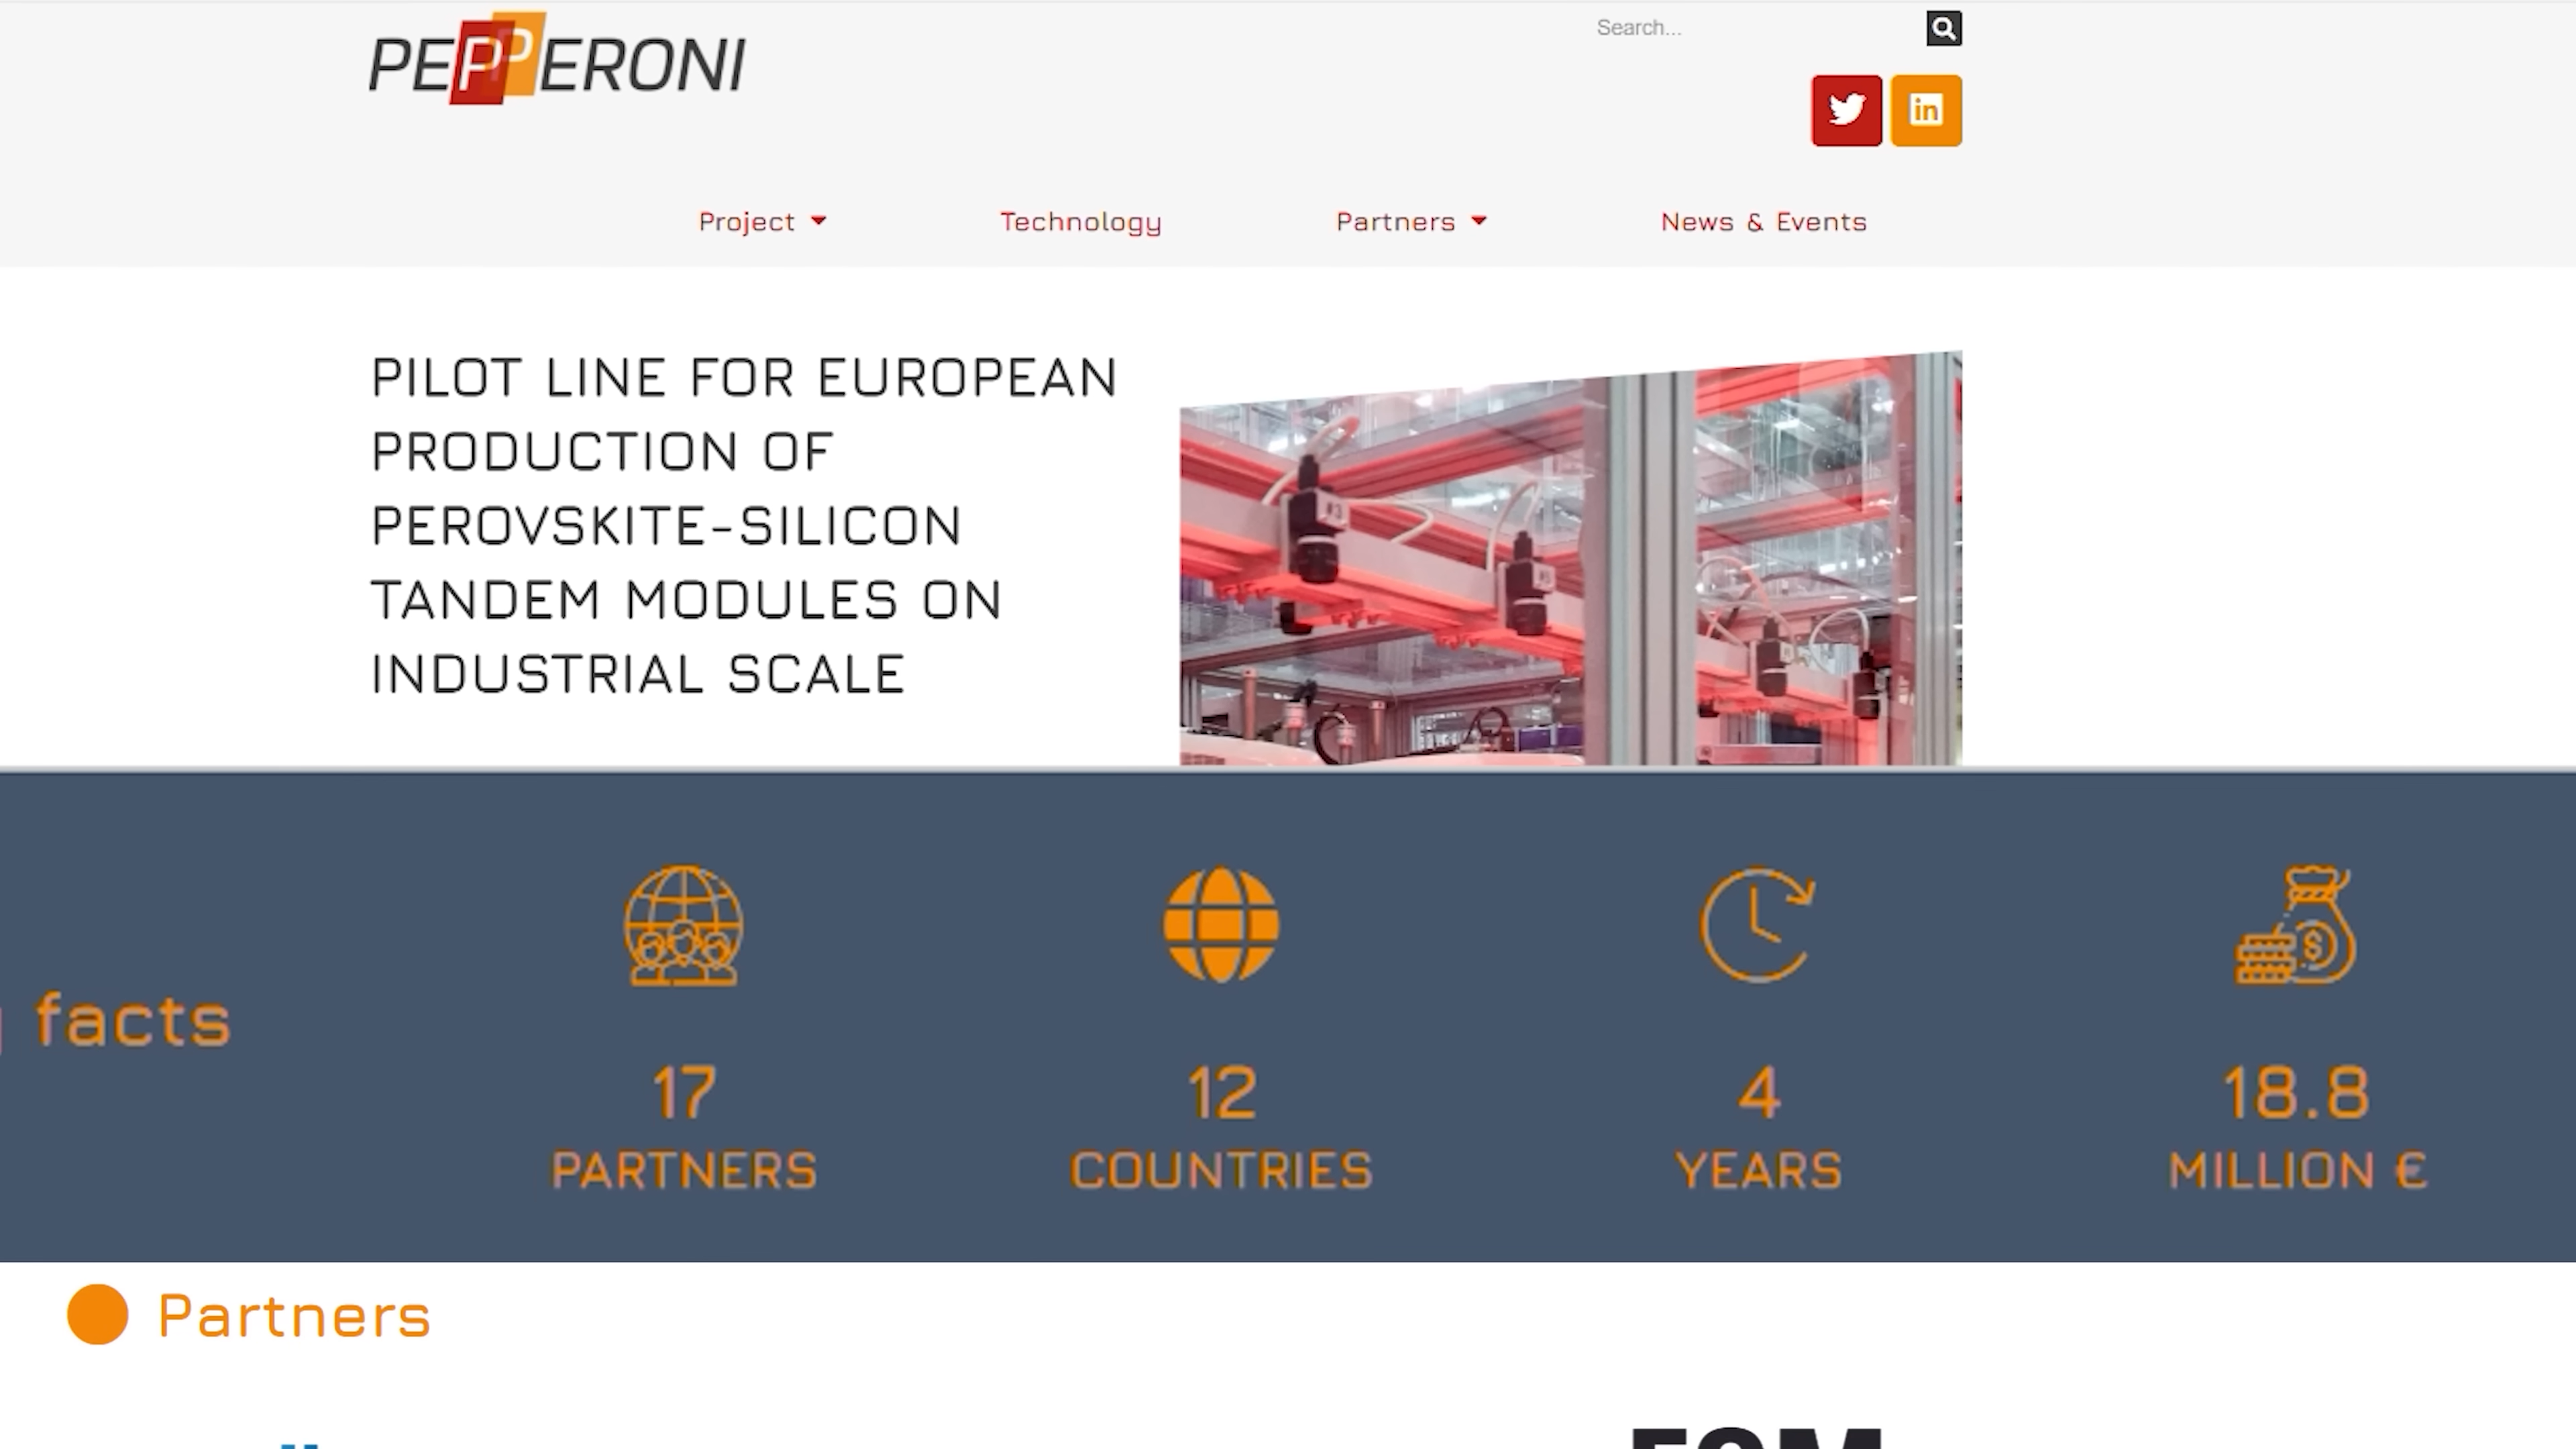 PEPPERONI
Search...
Project
Technology
Partners
News & Events
PILOT LINE FOR EUROPEAN
PRODUCTION OF
PEROVSKITE-SILICON
TANDEM MODULES ON
INDUSTRIAL SCALE
facts
17
PARTNERS
12
COUNTRIES
4
YEARS
18.8
MILLION €
Partners